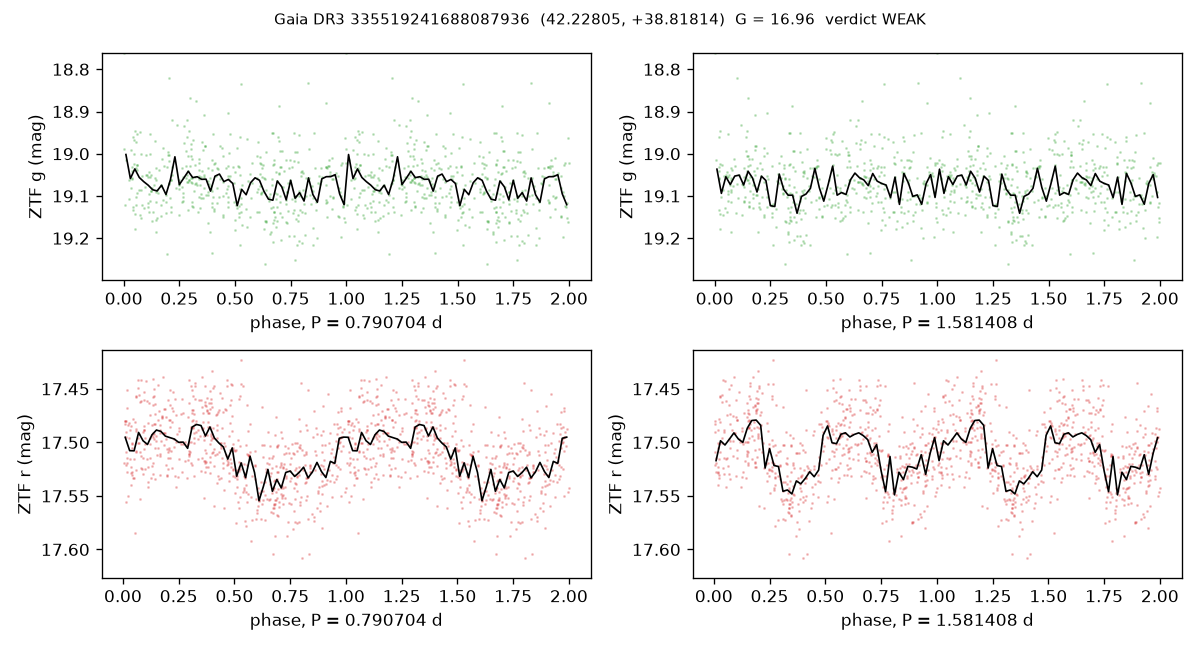 Gaia DR3 335519241688087936  (42.22805, +38.81814)  G = 16.96  verdict WEAK
ZTF g (mag)
18.8
18.9
19.0
19.1
19.2
0.00 0.25 0.50 0.75 1.00 1.25 1.50 1.75 2.00
phase, P = 0.790704 d
ZTF g (mag)
18.8
18.9
19.0
19.1
19.2
0.00 0.25 0.50 0.75 1.00 1.25 1.50 1.75 2.00
phase, P = 1.581408 d
ZTF r (mag)
17.45
17.50
17.55
17.60
0.00 0.25 0.50 0.75 1.00 1.25 1.50 1.75 2.00
phase, P = 0.790704 d
ZTF r (mag)
17.45
17.50
17.55
17.60
0.00 0.25 0.50 0.75 1.00 1.25 1.50 1.75 2.00
phase, P = 1.581408 d